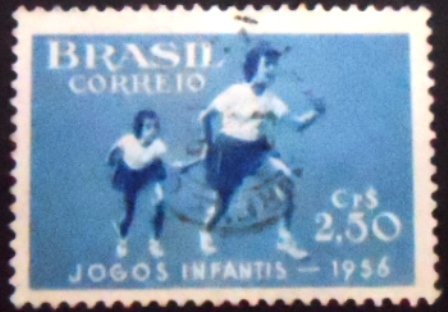 BRASIL
CORREIO
Cr$
2,50
JOGOS INFANTIS — 1956